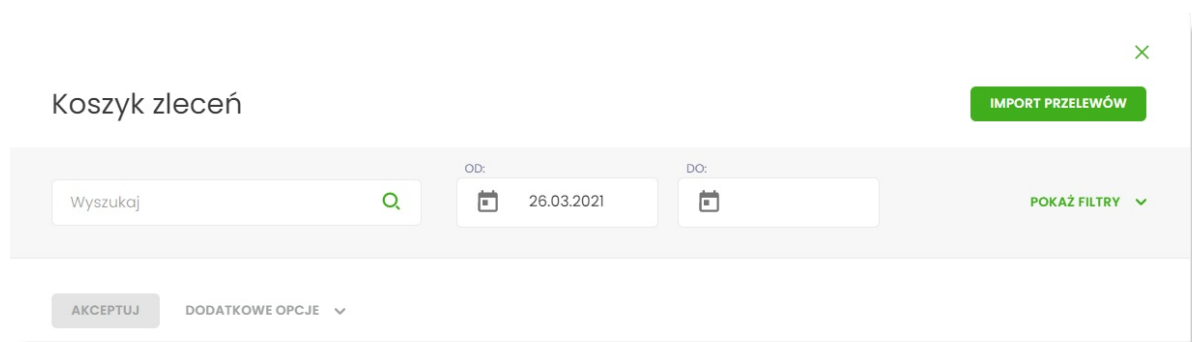 Koszyk zleceń
IMPORT PRZELEWÓW
OD:
DO:
Wyszukaj
26.03.2021
POKAŻ FILTRY
AKCEPTUJ
DODATKOWE OPCJE